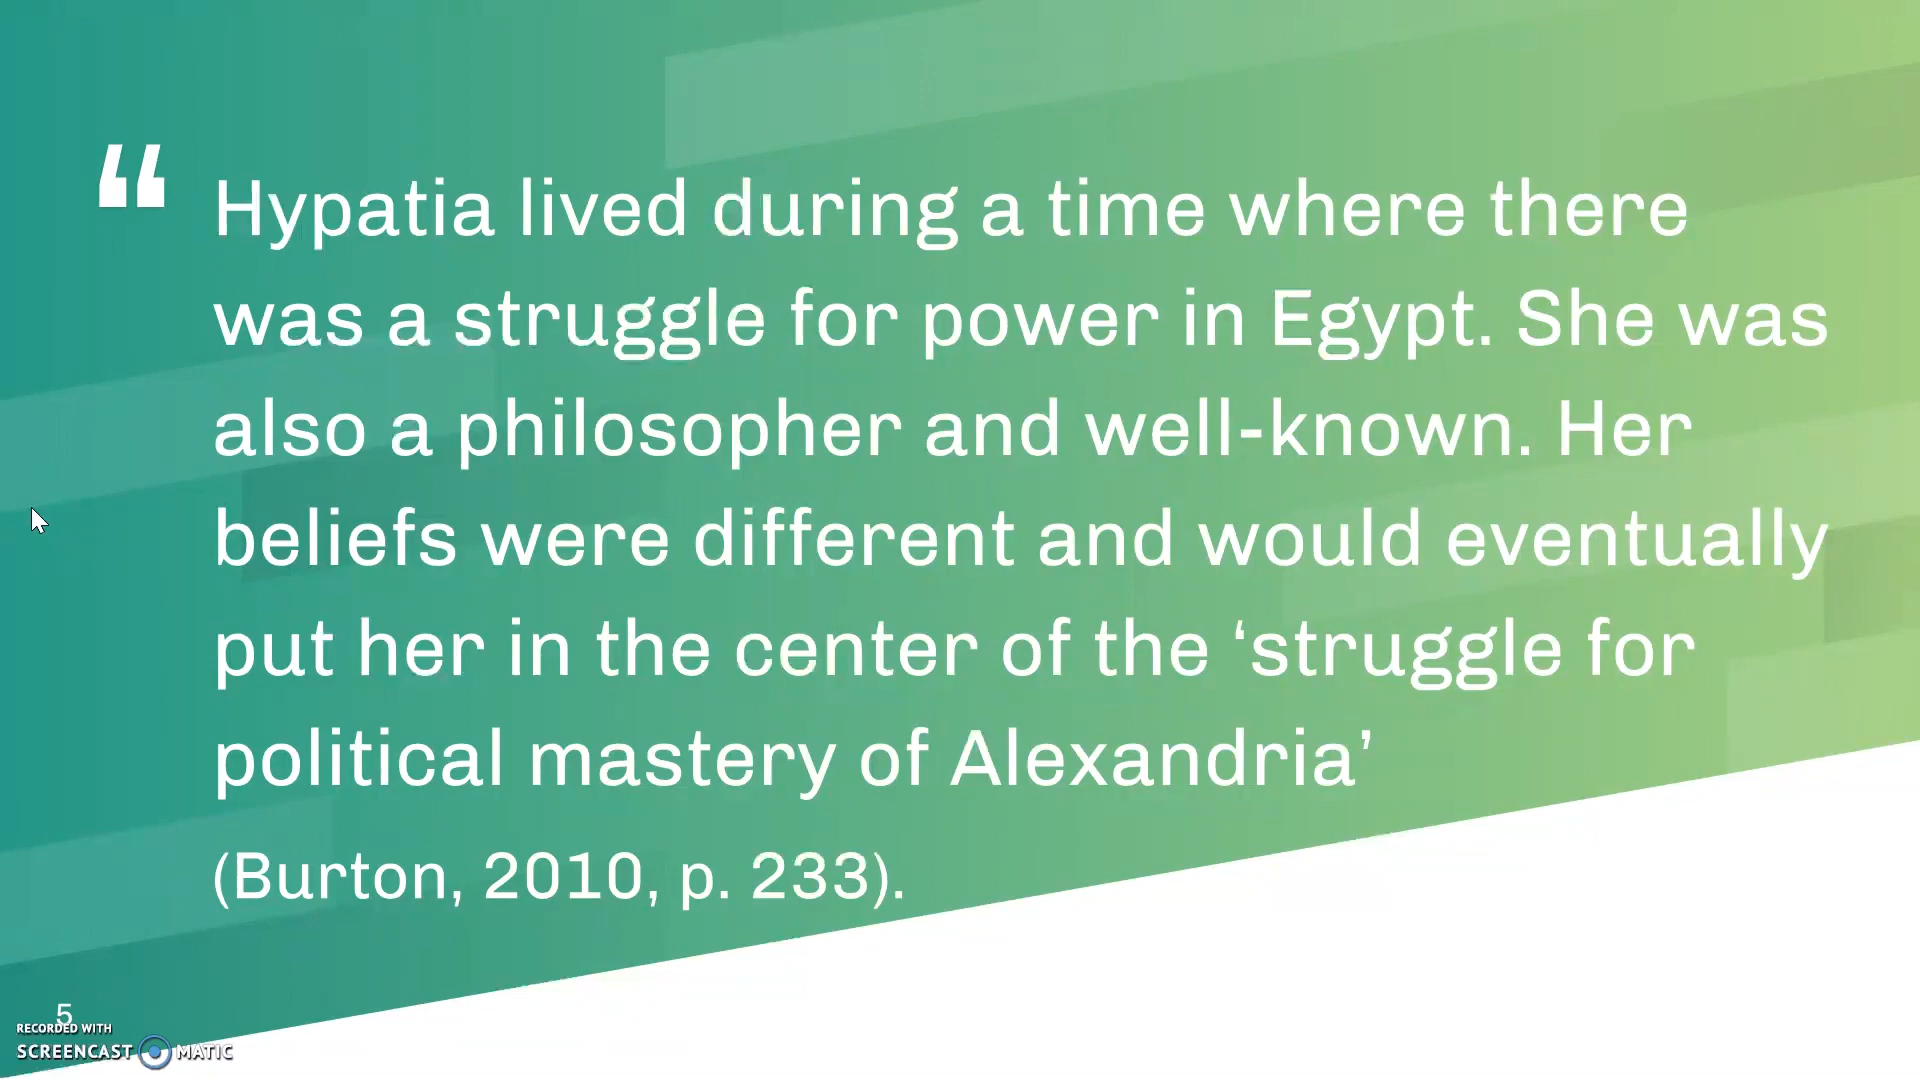 “
Hypatia lived during a time where there
was a struggle for power in Egypt. She was
also a philosopher and well-known. Her
beliefs were different and would eventually
put her in the center of the ‘struggle for
political mastery of Alexandria’
(Burton, 2010, p. 233).
5
RECORDED WITH
SCREENCAST MATIC